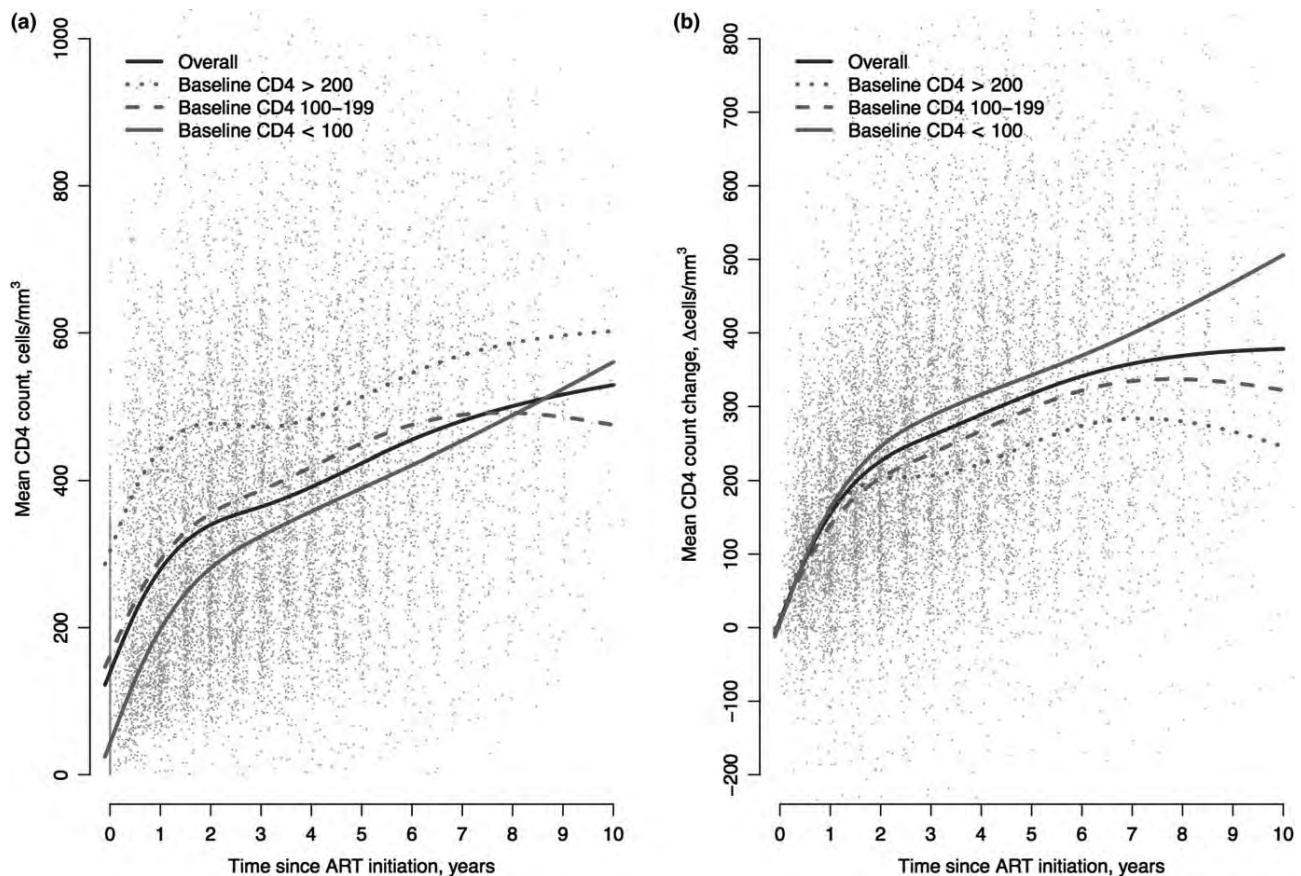 (a)
Overall
Baseline CD4 > 200
Baseline CD4 100–199
Baseline CD4 < 100
1000
800
600
400
200
0
Mean CD4 count, cells/mm³
0 1 2 3 4 5 6 7 8 9 10
Time since ART initiation, years
(b)
Overall
Baseline CD4 > 200
Baseline CD4 100–199
Baseline CD4 < 100
800
700
600
500
400
300
200
100
0
−100
−200
Mean CD4 count change, Δcells/mm³
0 1 2 3 4 5 6 7 8 9 10
Time since ART initiation, years